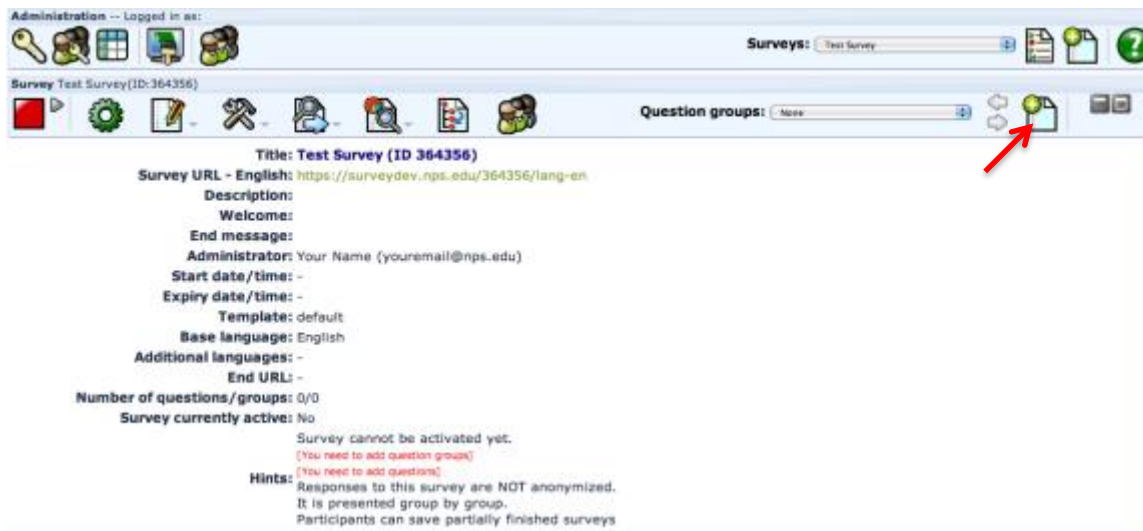 Administration -- Logged in as:
Surveys: Test Survey
Survey Test Survey(ID:364356)
Question groups: None
Title: Test Survey (ID 364356)
Survey URL - English: https://surveydev.nps.edu/364356/lang-en
Description:
Welcome:
End message:
Administrator: Your Name (youremail@nps.edu)
Start date/time: -
Expiry date/time: -
Template: default
Base language: English
Additional languages: -
End URL: -
Number of questions/groups: 0/0
Survey currently active: No
Survey cannot be activated yet.
[You need to add question groups]
Hints: [You need to add questions]
Responses to this survey are NOT anonymized.
It is presented group by group.
Participants can save partially finished surveys